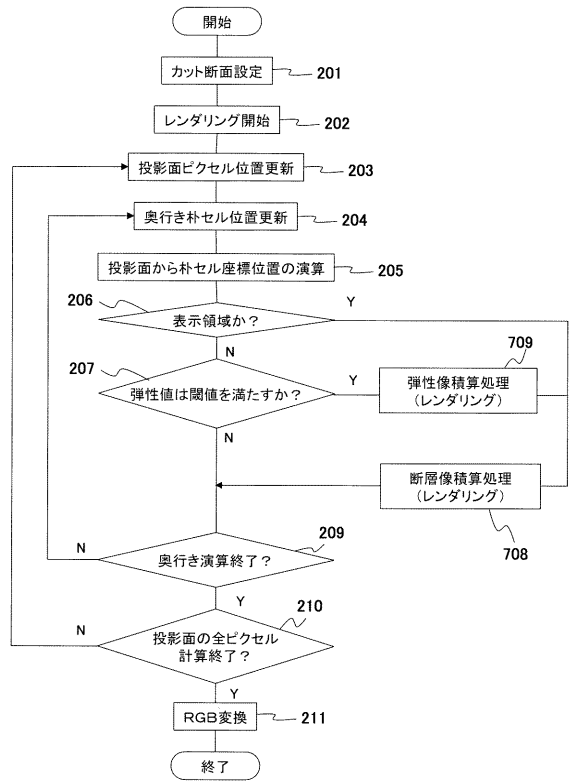 開始
カット断面設定
201
レンダリング開始
202
投影面ピクセル位置更新
203
奥行き朴セル位置更新
204
投影面から朴セル座標位置の演算
205
206
表示領域か?
Y
N
207
弾性値は閾値を満たすか?
Y
709
弾性像積算処理
(レンダリング)
N
断層像積算処理
(レンダリング)
708
209
奥行き演算終了?
N
Y
210
投影面の全ピクセル
計算終了?
N
Y
RGB変換
211
終了